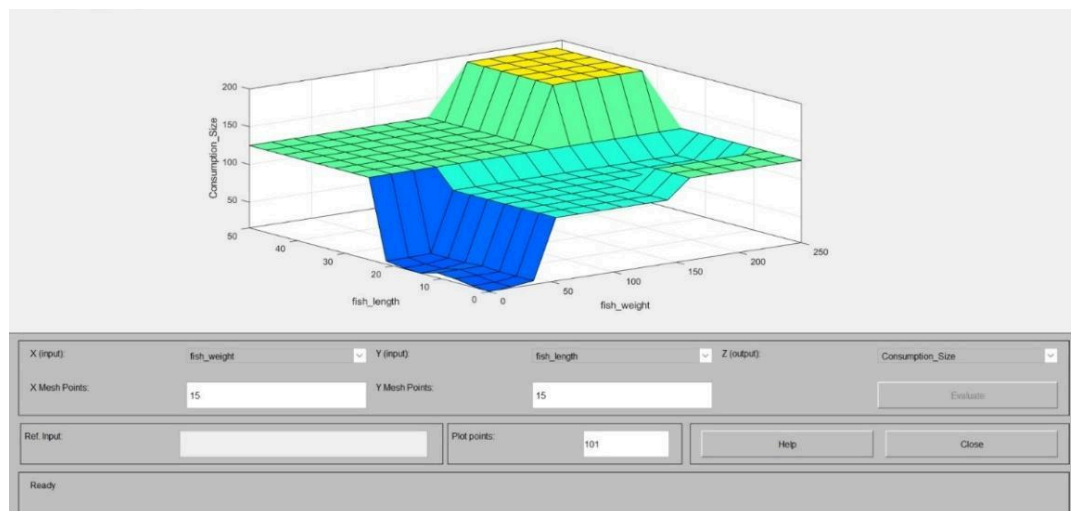 200
150
100
50
Consumption_Size
50
40
30
20
10
0
fish_length
0
50
100
150
200
250
fish_weight
X (input): fish_weight Y (input): fish_length Z (output): Consumption_Size
X Mesh Points: 15 Y Mesh Points: 15 Evaluate
Ref. Input: Plot points: 101 Help Close
Ready